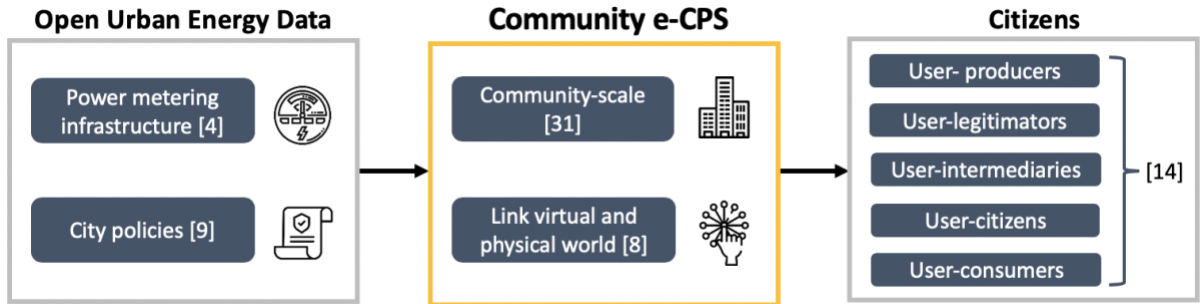 Open Urban Energy Data
Power metering
infrastructure [4]
City policies [9]
Community e-CPS
Community-scale
[31]
Link virtual and
physical world [8]
Citizens
User- producers
User-legitimators
User-intermediaries
User-citizens
User-consumers
[14]